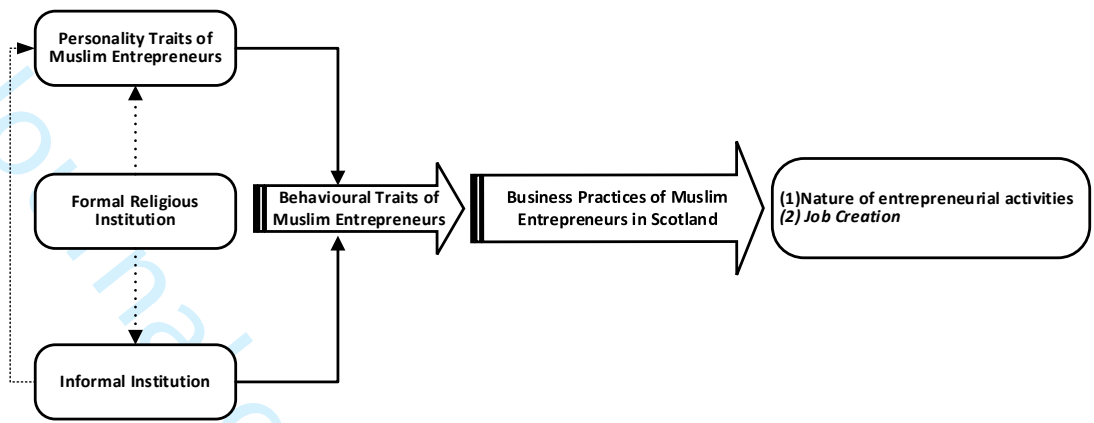 Personality Traits of
Muslim Entrepreneurs
Formal Religious
Institution
Informal Institution
Behavioural Traits of
Muslim Entrepreneurs
Business Practices of Muslim
Entrepreneurs in Scotland
(1)Nature of entrepreneurial activities
(2) Job Creation